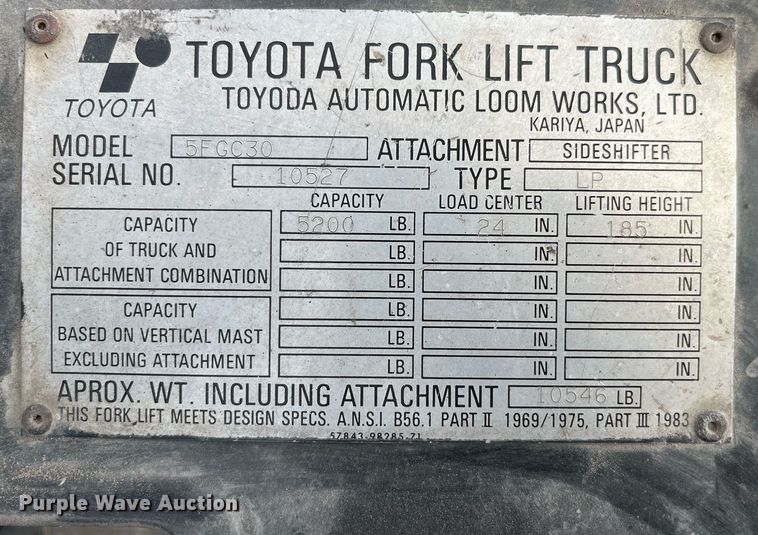 TOYOTA
TOYOTA FORK LIFT TRUCK
TOYODA AUTOMATIC LOOM WORKS, LTD.
KARIYA, JAPAN
MODEL 5FGC30 ATTACHMENT SIDESHIFTER
SERIAL NO. 10527 TYPE LP
CAPACITY LOAD CENTER LIFTING HEIGHT
CAPACITY OF TRUCK AND ATTACHMENT COMBINATION
5200 LB. 24 IN. 185 IN.
LB. IN. IN.
LB. IN. IN.
CAPACITY BASED ON VERTICAL MAST EXCLUDING ATTACHMENT
LB. IN. IN.
LB. IN. IN.
LB. IN. IN.
APROX. WT. INCLUDING ATTACHMENT 10546 LB.
THIS FORK LIFT MEETS DESIGN SPECS. A.N.S.I. B56.1 PART II 1969/1975, PART III 1983
57843-98285-71
Purple Wave Auction